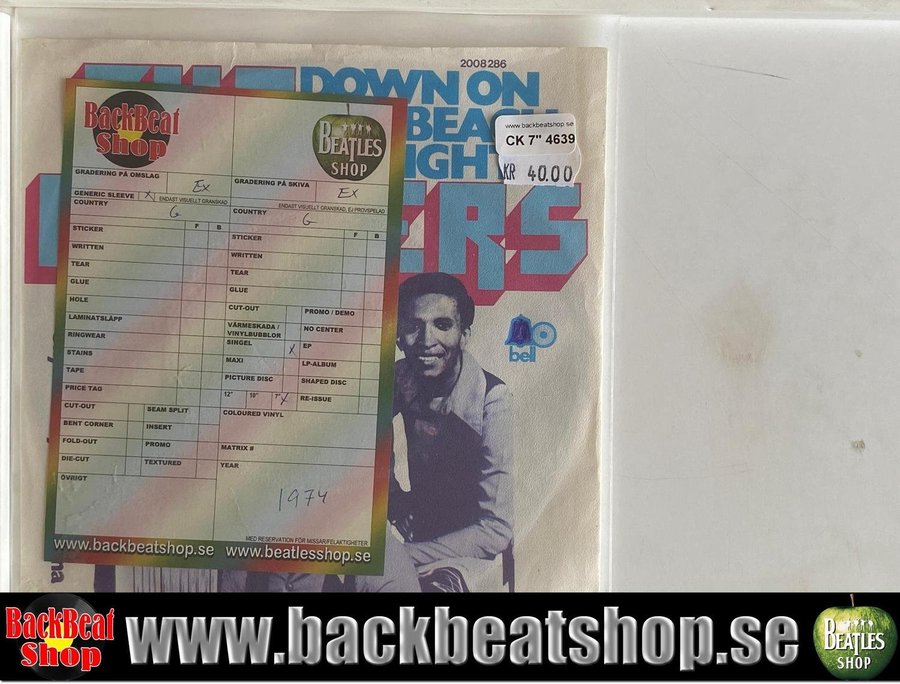 2008286
DOWN ON
BEACH
IGHT
ERS
www.backbeatshop.se
CK 7" 4639
KR 40.00
bell
BackBeat
Shop
BEATLES
SHOP
GRADERING PÅ OMSLAG
Ex
GRADERING PÅ SKIVA
Ex
GENERIC SLEEVE X
ENDAST VISUELLT GRANSKAD
ENDAST VISUELLT GRANSKAD, EJ PROVSPELAD
COUNTRY G
COUNTRY G
F B
STICKER
WRITTEN
TEAR
GLUE
HOLE
LAMINATSLÄPP
RINGWEAR
STAINS
TAPE
PRICE TAG
CUT-OUT
SEAM SPLIT
BENT CORNER
INSERT
FOLD-OUT
PROMO
DIE-CUT
TEXTURED
ÖVRIGT
F B
STICKER
WRITTEN
TEAR
GLUE
CUT-OUT
PROMO / DEMO
VÄRMESKADA /
VINYLBUBBLOR
NO CENTER
SINGEL X
EP
MAXI
LP-ALBUM
PICTURE DISC
SHAPED DISC
12" 10" 7" X
RE-ISSUE
COLOURED VINYL
MATRIX #
YEAR
1974
MED RESERVATION FÖR MISSAR/FELAKTIGHETER
www.backbeatshop.se www.beatlesshop.se
BackBeat
Shop
www.backbeatshop.se
BEATLES
SHOP